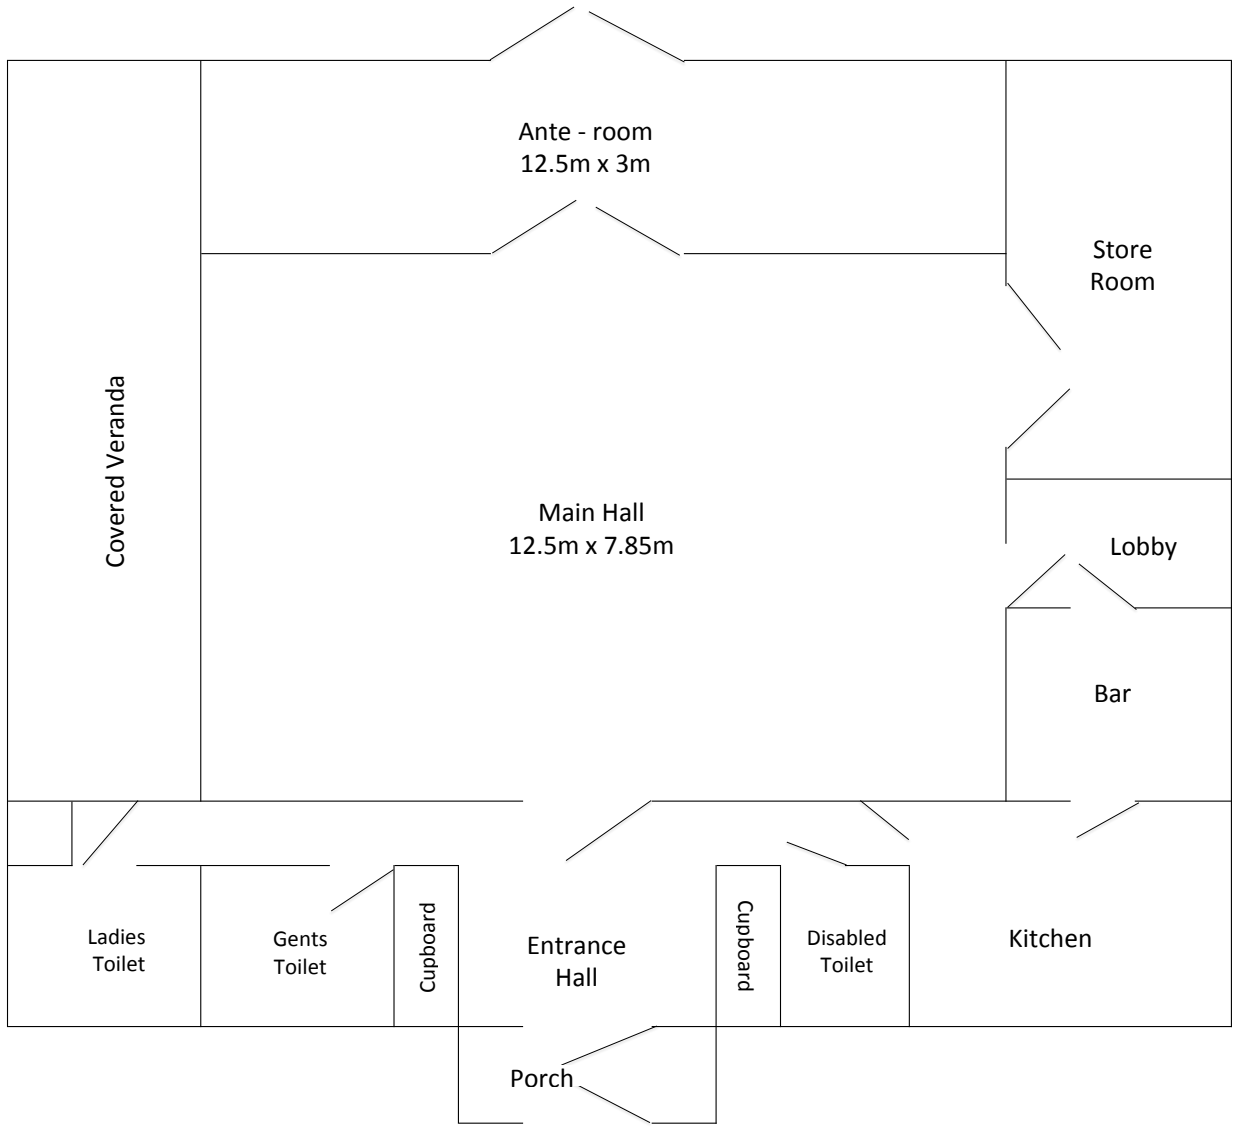 Ante - room
12.5m x 3m
Store
Room
Covered Veranda
Main Hall
12.5m x 7.85m
Lobby
Bar
Ladies
Toilet
Gents
Toilet
Cupboard
Entrance
Hall
Cupboard
Disabled
Toilet
Kitchen
Porch